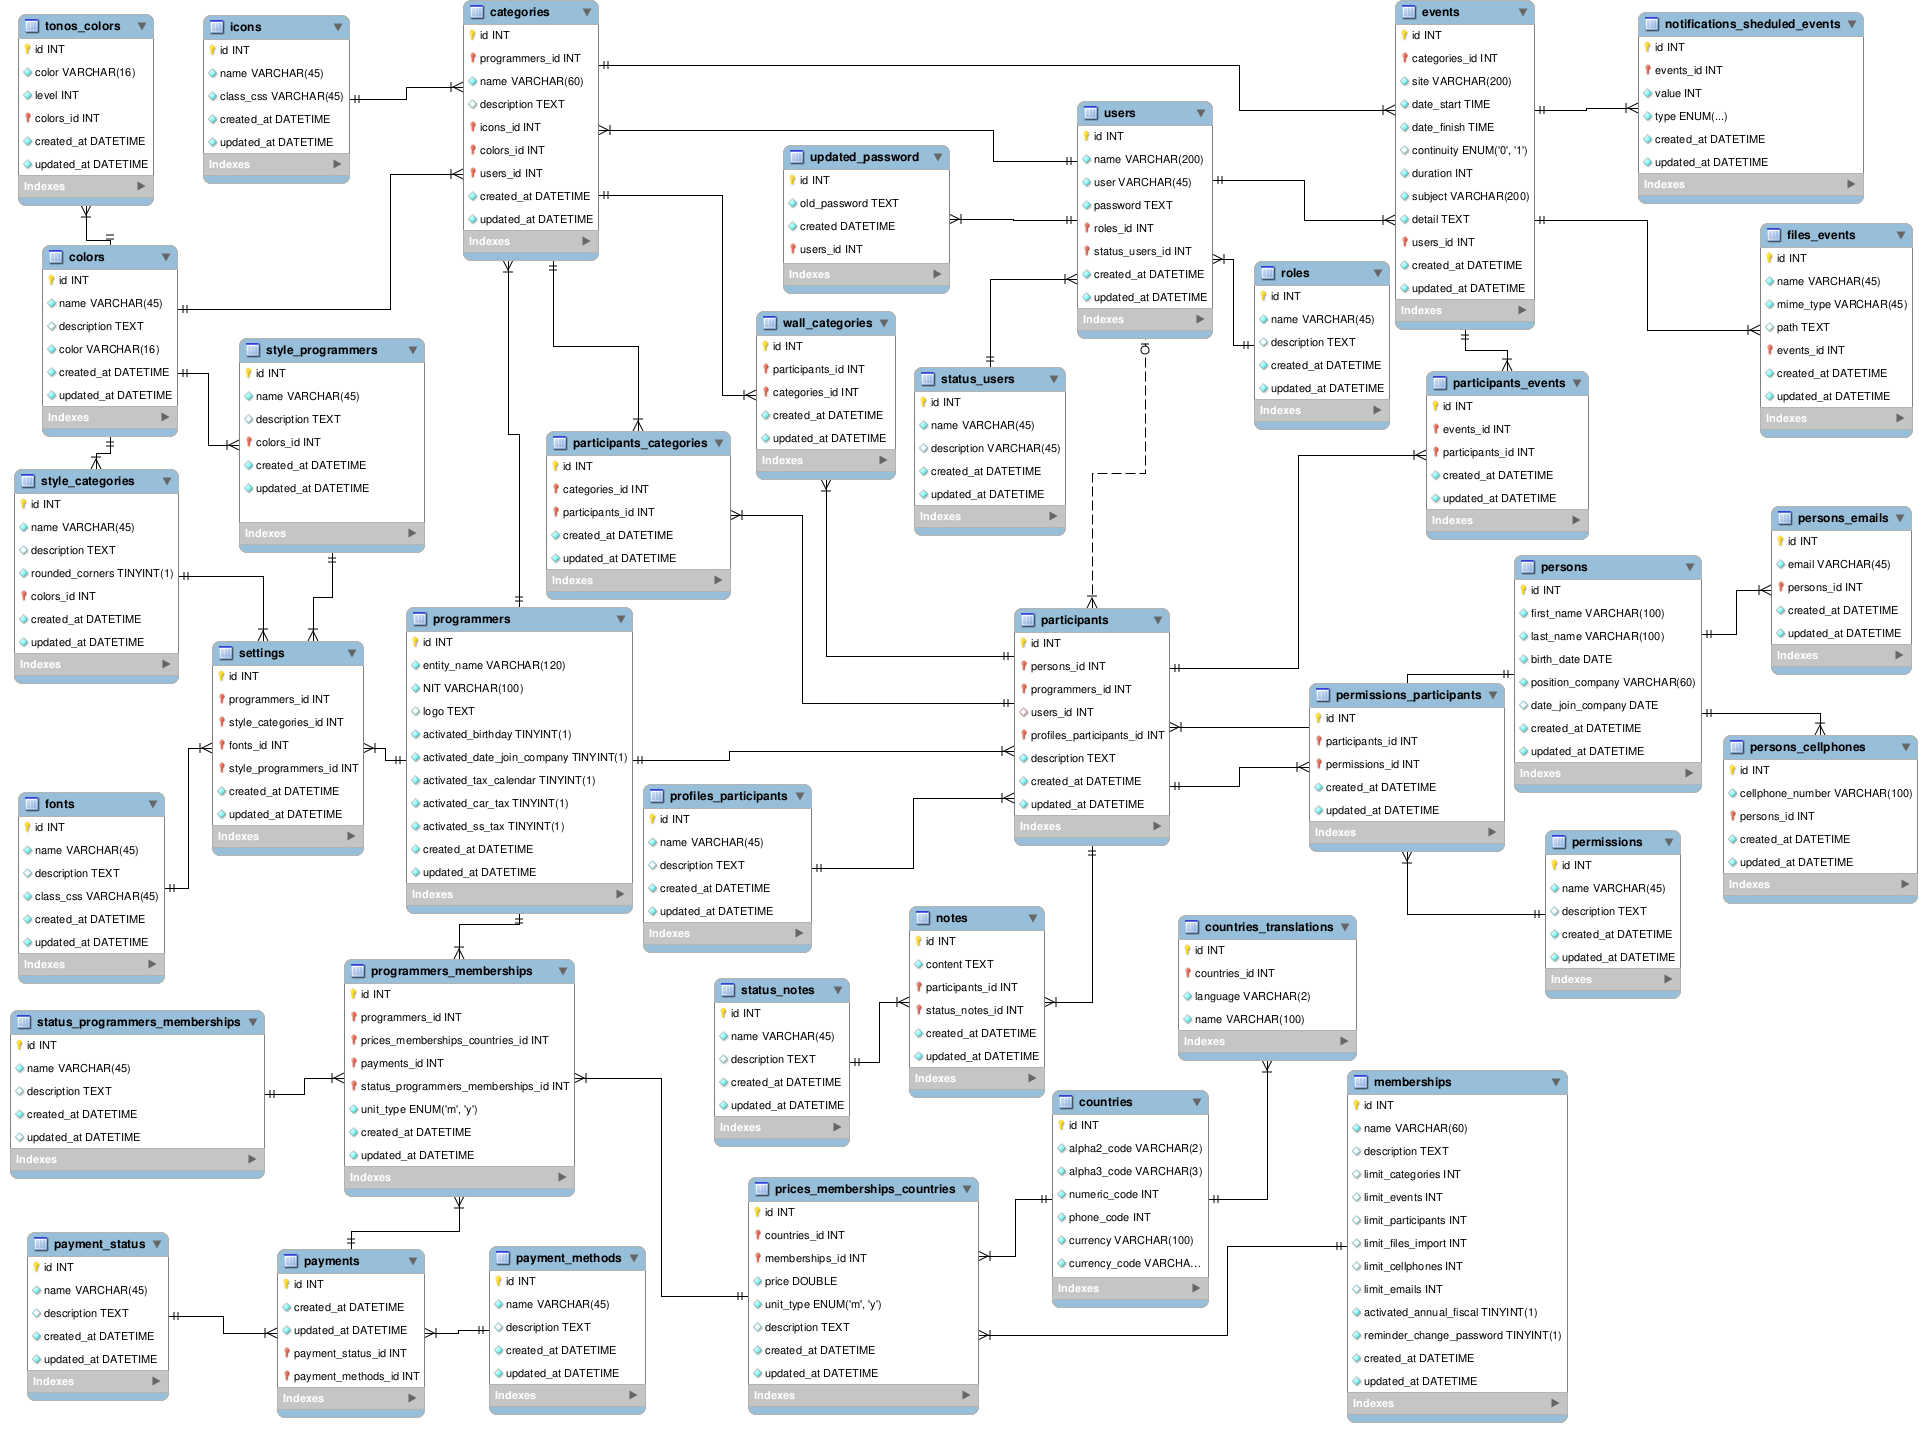 tonos_colors
id INT
color VARCHAR(16)
level INT
colors_id INT
created_at DATETIME
updated_at DATETIME
Indexes
icons
id INT
name VARCHAR(45)
class_css VARCHAR(45)
created_at DATETIME
updated_at DATETIME
Indexes
categories
id INT
programmers_id INT
name VARCHAR(60)
description TEXT
icons_id INT
colors_id INT
users_id INT
created_at DATETIME
updated_at DATETIME
Indexes
events
id INT
categories_id INT
site VARCHAR(200)
date_start TIME
date_finish TIME
continuity ENUM('0', '1')
duration INT
subject VARCHAR(200)
detail TEXT
users_id INT
created_at DATETIME
updated_at DATETIME
Indexes
notifications_sheduled_events
id INT
events_id INT
value INT
type ENUM(...)
created_at DATETIME
updated_at DATETIME
Indexes
users
id INT
name VARCHAR(200)
user VARCHAR(45)
password TEXT
roles_id INT
status_users_id INT
created_at DATETIME
updated_at DATETIME
Indexes
updated_password
id INT
old_password TEXT
created DATETIME
users_id INT
Indexes
files_events
id INT
name VARCHAR(45)
mime_type VARCHAR(45)
path TEXT
events_id INT
created_at DATETIME
updated_at DATETIME
Indexes
colors
id INT
name VARCHAR(45)
description TEXT
color VARCHAR(16)
created_at DATETIME
updated_at DATETIME
Indexes
roles
id INT
name VARCHAR(45)
description TEXT
created_at DATETIME
updated_at DATETIME
Indexes
style_programmers
id INT
name VARCHAR(45)
description TEXT
colors_id INT
created_at DATETIME
updated_at DATETIME
Indexes
wall_categories
id INT
participants_id INT
categories_id INT
created_at DATETIME
updated_at DATETIME
Indexes
status_users
id INT
name VARCHAR(45)
description VARCHAR(45)
created_at DATETIME
updated_at DATETIME
Indexes
participants_events
id INT
events_id INT
participants_id INT
created_at DATETIME
updated_at DATETIME
Indexes
participants_categories
id INT
categories_id INT
participants_id INT
created_at DATETIME
updated_at DATETIME
Indexes
style_categories
id INT
name VARCHAR(45)
description TEXT
rounded_corners TINYINT(1)
colors_id INT
created_at DATETIME
updated_at DATETIME
Indexes
persons_emails
id INT
email VARCHAR(45)
persons_id INT
created_at DATETIME
updated_at DATETIME
Indexes
persons
id INT
first_name VARCHAR(100)
last_name VARCHAR(100)
birth_date DATE
position_company VARCHAR(60)
date_join_company DATE
created_at DATETIME
updated_at DATETIME
Indexes
programmers
id INT
entity_name VARCHAR(120)
NIT VARCHAR(100)
logo TEXT
activated_birthday TINYINT(1)
activated_date_join_company TINYINT(1)
activated_tax_calendar TINYINT(1)
activated_car_tax TINYINT(1)
activated_ss_tax TINYINT(1)
created_at DATETIME
updated_at DATETIME
Indexes
participants
id INT
persons_id INT
programmers_id INT
users_id INT
profiles_participants_id INT
description TEXT
created_at DATETIME
updated_at DATETIME
Indexes
settings
id INT
programmers_id INT
style_categories_id INT
fonts_id INT
style_programmers_id INT
created_at DATETIME
updated_at DATETIME
Indexes
permissions_participants
id INT
participants_id INT
permissions_id INT
created_at DATETIME
updated_at DATETIME
Indexes
persons_cellphones
id INT
cellphone_number VARCHAR(100)
persons_id INT
created_at DATETIME
updated_at DATETIME
Indexes
fonts
id INT
name VARCHAR(45)
description TEXT
class_css VARCHAR(45)
created_at DATETIME
updated_at DATETIME
Indexes
profiles_participants
id INT
name VARCHAR(45)
description TEXT
created_at DATETIME
updated_at DATETIME
Indexes
permissions
id INT
name VARCHAR(45)
description TEXT
created_at DATETIME
updated_at DATETIME
Indexes
notes
id INT
content TEXT
participants_id INT
status_notes_id INT
created_at DATETIME
updated_at DATETIME
Indexes
countries_translations
id INT
countries_id INT
language VARCHAR(2)
name VARCHAR(100)
Indexes
programmers_memberships
id INT
programmers_id INT
prices_memberships_countries_id INT
payments_id INT
status_programmers_memberships_id INT
unit_type ENUM('m', 'y')
created_at DATETIME
updated_at DATETIME
Indexes
status_notes
id INT
name VARCHAR(45)
description TEXT
created_at DATETIME
updated_at DATETIME
Indexes
status_programmers_memberships
id INT
name VARCHAR(45)
description TEXT
created_at DATETIME
updated_at DATETIME
Indexes
countries
id INT
alpha2_code VARCHAR(2)
alpha3_code VARCHAR(3)
numeric_code INT
phone_code INT
currency VARCHAR(100)
currency_code VARCHA...
Indexes
memberships
id INT
name VARCHAR(60)
description TEXT
limit_categories INT
limit_events INT
limit_participants INT
limit_files_import INT
limit_cellphones INT
limit_emails INT
activated_annual_fiscal TINYINT(1)
reminder_change_password TINYINT(1)
created_at DATETIME
updated_at DATETIME
Indexes
prices_memberships_countries
id INT
countries_id INT
memberships_id INT
price DOUBLE
unit_type ENUM('m', 'y')
description TEXT
created_at DATETIME
updated_at DATETIME
Indexes
payment_status
id INT
name VARCHAR(45)
description TEXT
created_at DATETIME
updated_at DATETIME
Indexes
payments
id INT
created_at DATETIME
updated_at DATETIME
payment_status_id INT
payment_methods_id INT
Indexes
payment_methods
id INT
name VARCHAR(45)
description TEXT
created_at DATETIME
updated_at DATETIME
Indexes